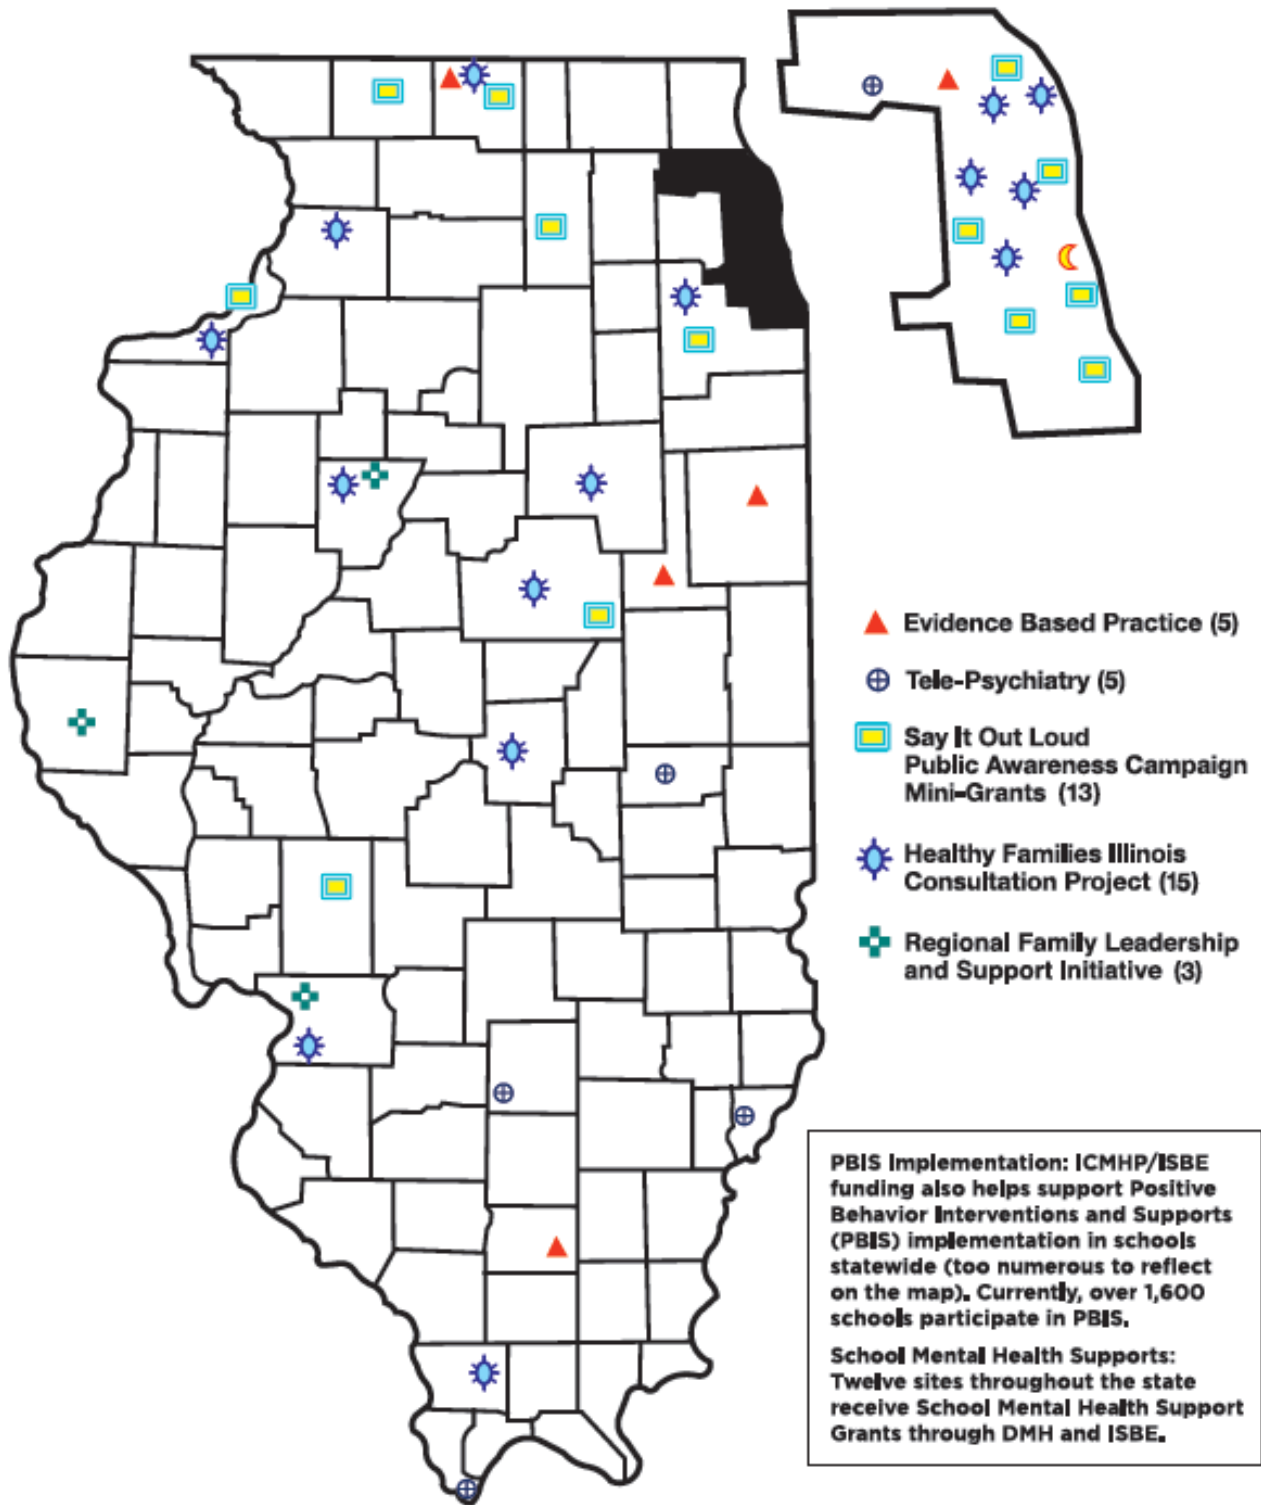 Evidence Based Practice (5)
Tele-Psychiatry (5)
Say It Out Loud
Public Awareness Campaign
Mini-Grants (13)
Healthy Families Illinois
Consultation Project (15)
Regional Family Leadership
and Support Initiative (3)
PBIS Implementation: ICMHP/ISBE
funding also helps support Positive
Behavior Interventions and Supports
(PBIS) implementation in schools
statewide (too numerous to reflect
on the map). Currently, over 1,600
schools participate in PBIS.
School Mental Health Supports:
Twelve sites throughout the state
receive School Mental Health Support
Grants through DMH and ISBE.